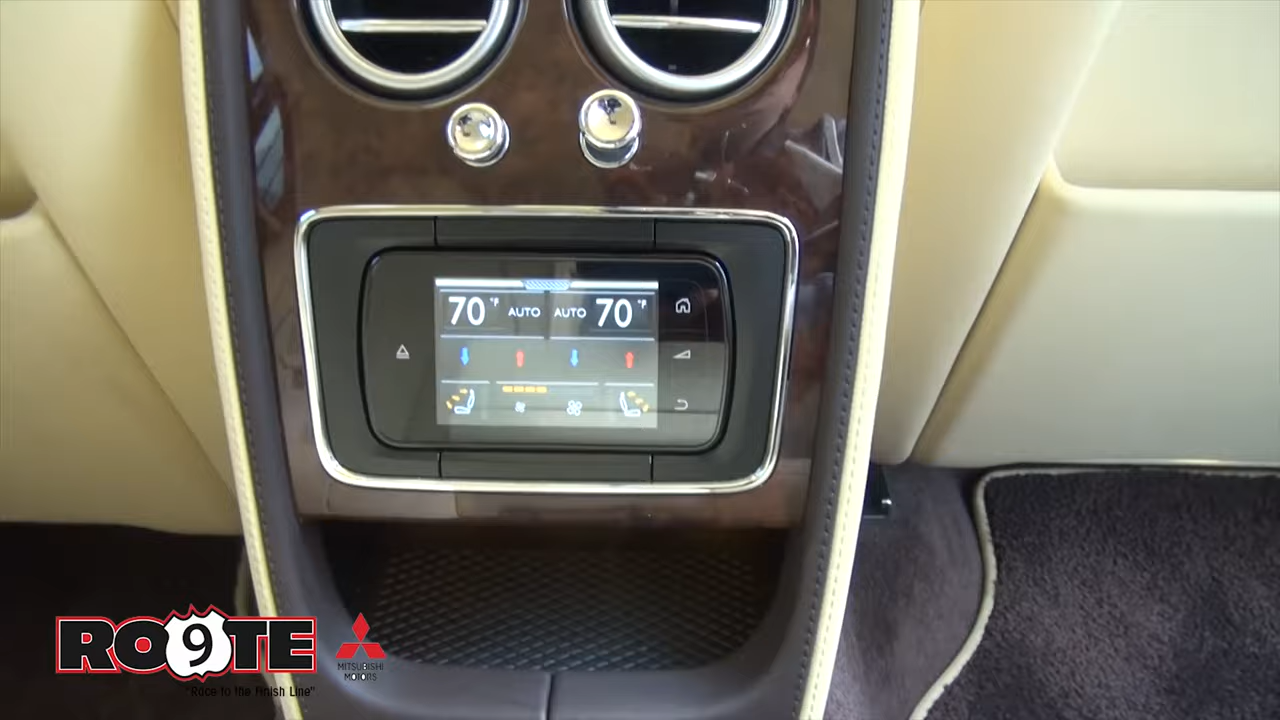 70 °F AUTO AUTO 70 °F
RO9TE
MITSUBISHI
MOTORS
"Race to the Finish Line"